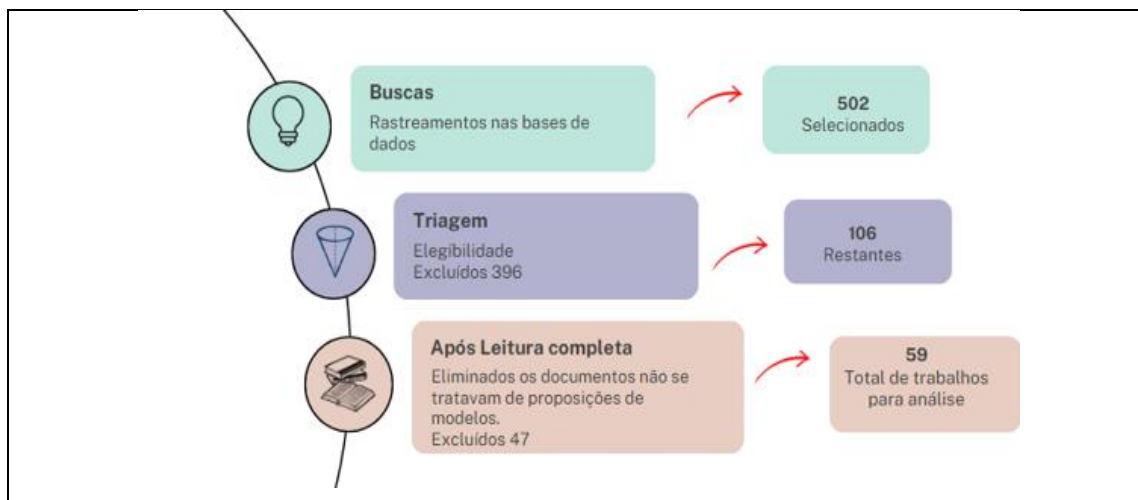 Buscas
Rastreamentos nas bases de
dados
502
Selecionados
Triagem
Elegibilidade
Excluídos 396
106
Restantes
Após Leitura completa
Eliminados os documentos não se
tratavam de proposições de
modelos.
Excluídos 47
59
Total de trabalhos
para análise